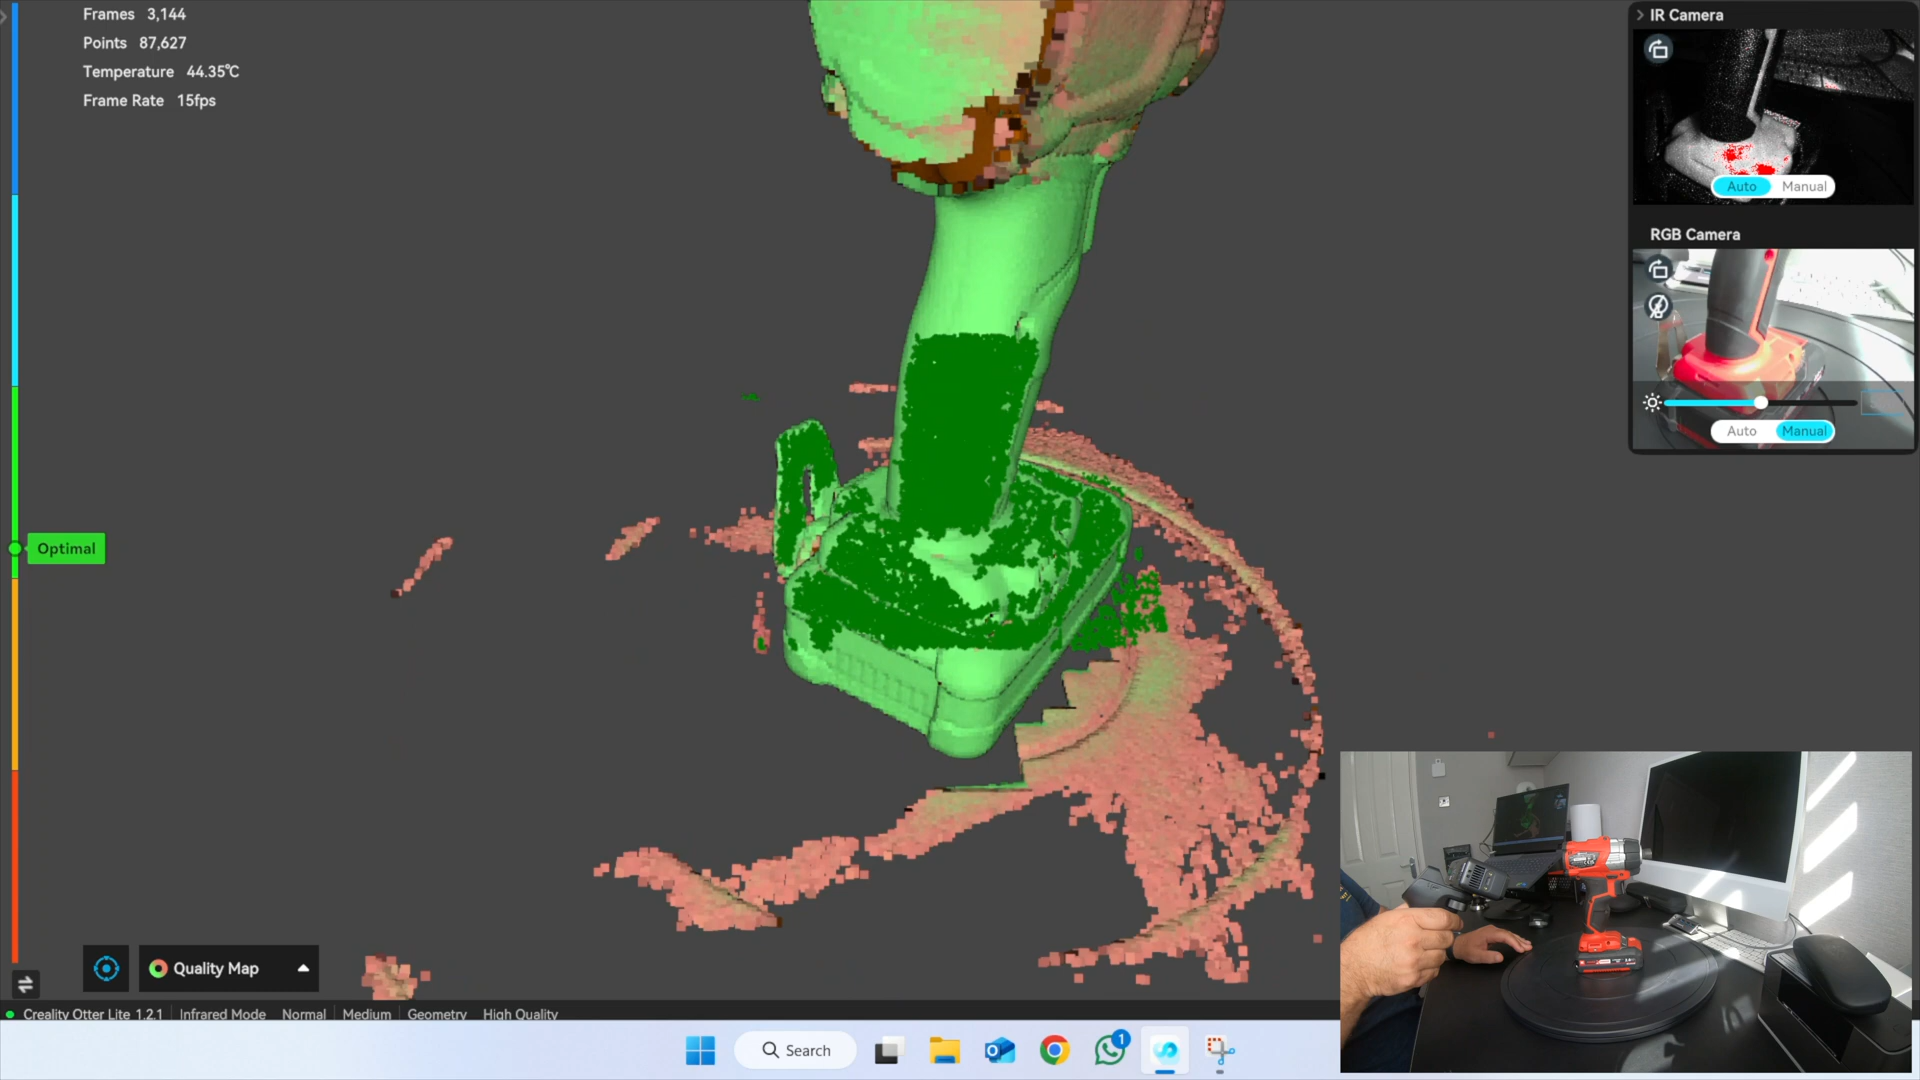 Frames 3,144
Points 87,627
Temperature 44.35℃
Frame Rate 15fps
IR Camera
Auto Manual
RGB Camera
Auto Manual
Optimal
Quality Map
Creality Otter Lite 1.2.1 Infrared Mode Normal Medium Geometry High Quality
Search
1